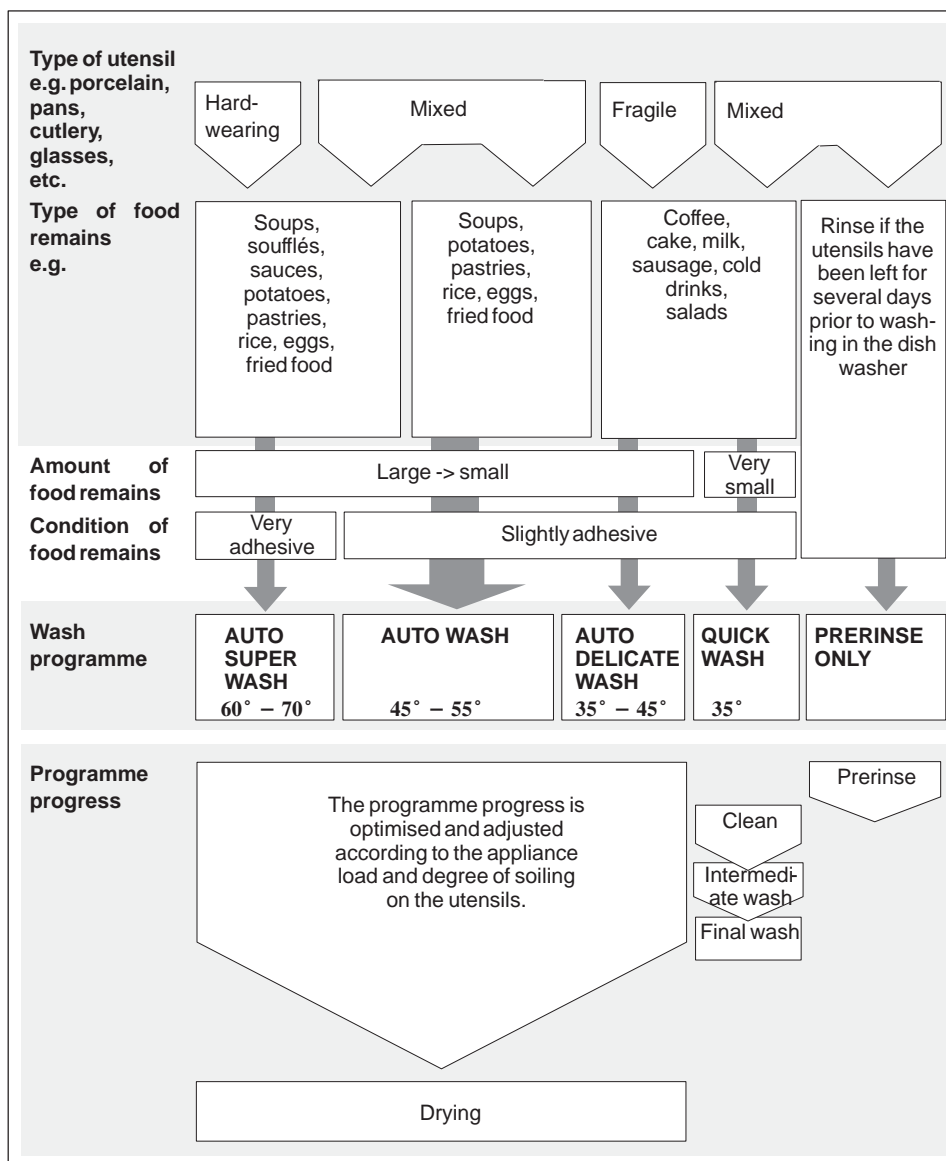 Type of utensil
e.g. porcelain,
pans,
cutlery,
glasses,
etc.
Hard-
wearing
Mixed
Fragile
Mixed
Type of food
remains
e.g.
Soups,
soufflés,
sauces,
potatoes,
pastries,
rice, eggs,
fried food
Soups,
potatoes,
pastries,
rice, eggs,
fried food
Coffee,
cake, milk,
sausage, cold
drinks,
salads
Rinse if the
utensils have
been left for
several days
prior to wash-
ing in the dish
washer
Amount of
food remains
Large -> small
Very
small
Condition of
food remains
Very
adhesive
Slightly adhesive
Wash
programme
AUTO
SUPER
WASH
60° – 70°
AUTO WASH
45° – 55°
AUTO
DELICATE
WASH
35° – 45°
QUICK
WASH
35°
PRERINSE
ONLY
Programme
progress
The programme progress is
optimised and adjusted
according to the appliance
load and degree of soiling
on the utensils.
Prerinse
Clean
Intermedi-
ate wash
Final wash
Drying